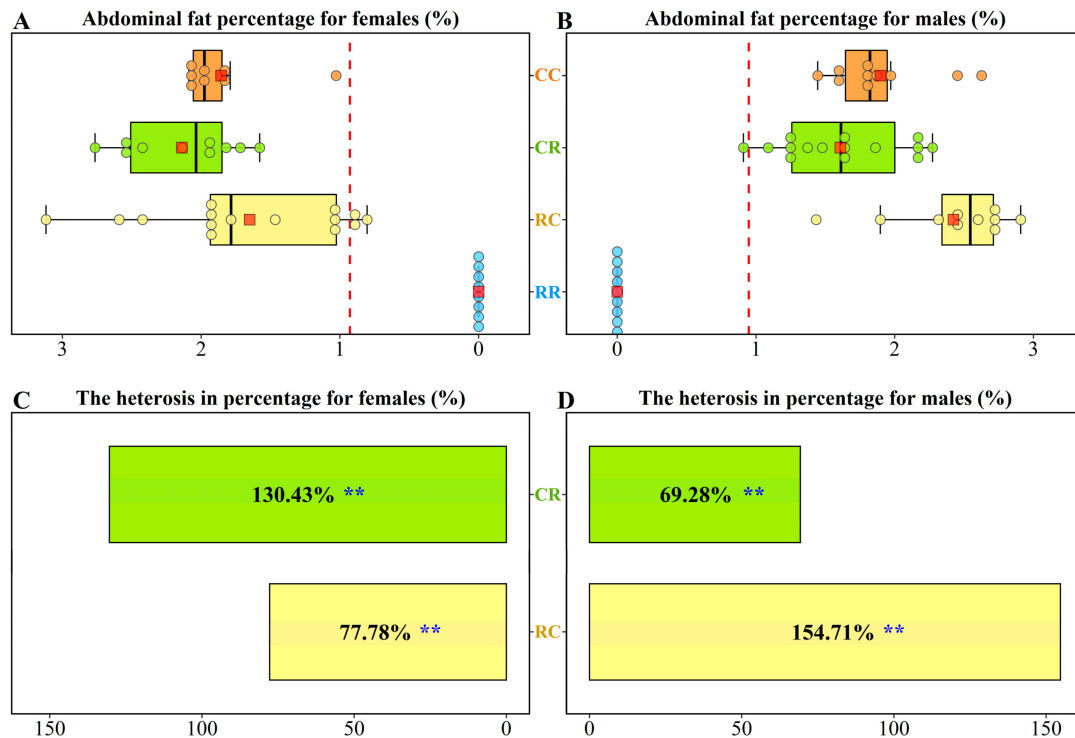 A Abdominal fat percentage for females (%)
B Abdominal fat percentage for males (%)
CC
CR
RC
RR
3 2 1 0
0 1 2 3
C The heterosis in percentage for females (%)
D The heterosis in percentage for males (%)
130.43% **
CR
69.28% **
77.78% **
RC
154.71% **
150 100 50 0
0 50 100 150